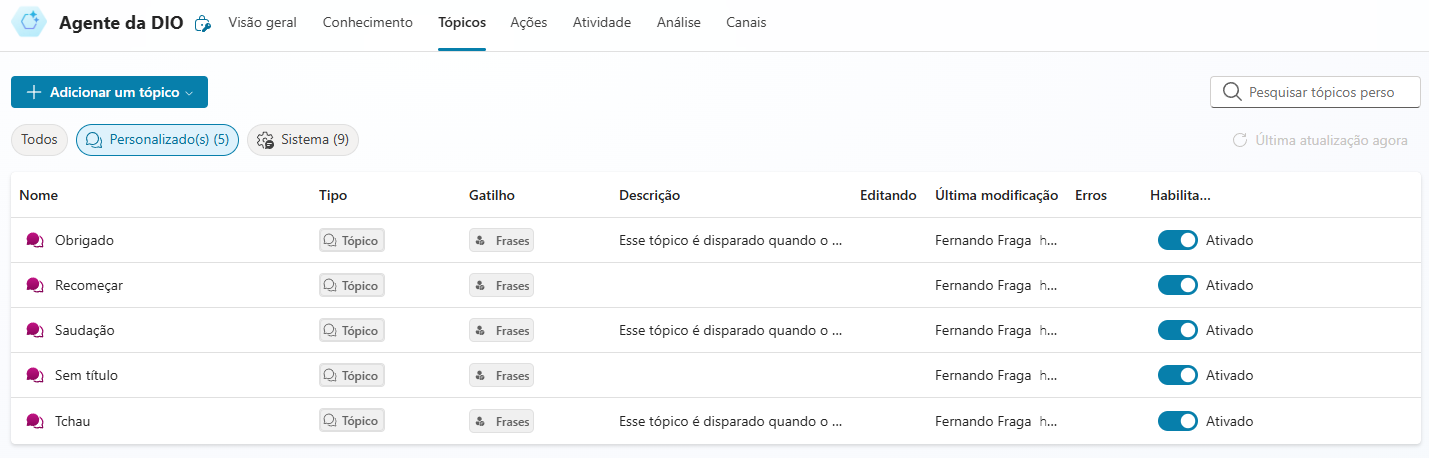 Agente da DIO Visão geral Conhecimento Tópicos Ações Atividade Análise Canais
Adicionar um tópico Pesquisar tópicos perso
Todos Personalizado(s) (5) Sistema (9) Última atualização agora
Nome Tipo Gatilho Descrição Editando Última modificação Erros Habilita...
Obrigado Tópico Frases Esse tópico é disparado quando o ... Fernando Fraga h... Ativado
Recomeçar Tópico Frases Fernando Fraga h... Ativado
Saudação Tópico Frases Esse tópico é disparado quando o ... Fernando Fraga h... Ativado
Sem título Tópico Frases Fernando Fraga h... Ativado
Tchau Tópico Frases Esse tópico é disparado quando o ... Fernando Fraga h... Ativado